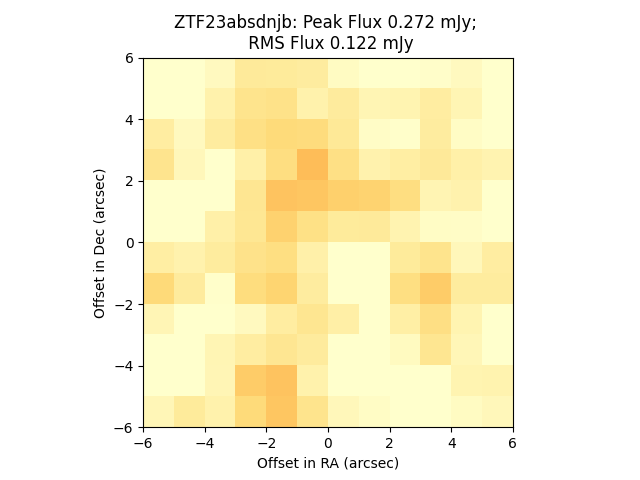 ZTF23absdnjb: Peak Flux 0.272 mJy;
RMS Flux 0.122 mJy
6
4
2
0
−2
−4
−6
Offset in Dec (arcsec)
−6 −4 −2 0 2 4 6
Offset in RA (arcsec)